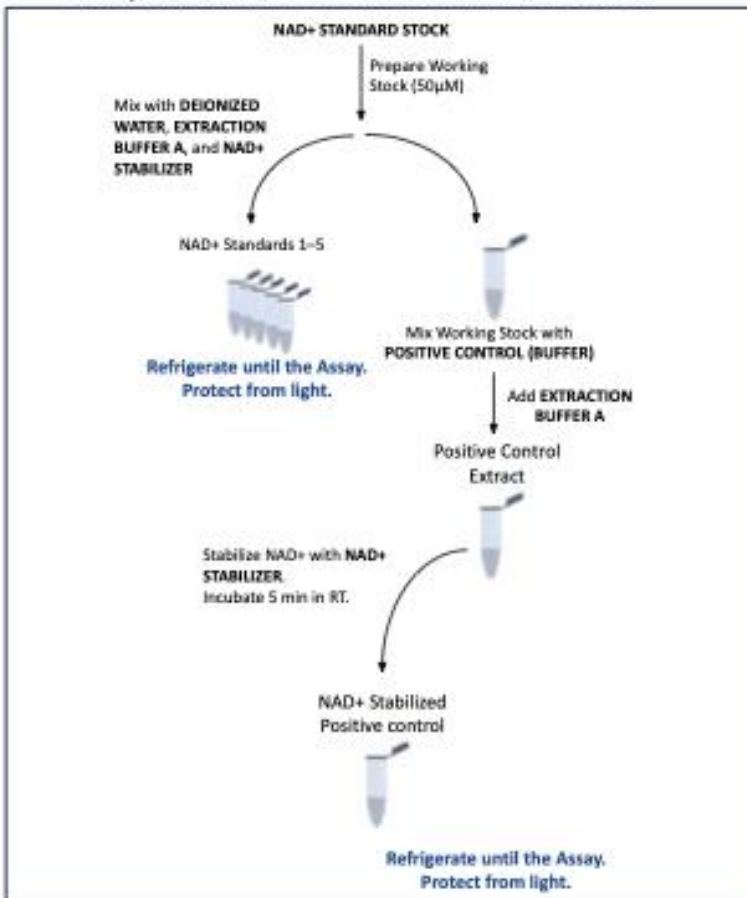 NAD+ STANDARD STOCK
Prepare Working
Stock (50µM)
Mix with DEIONIZED
WATER, EXTRACTION
BUFFER A, and NAD+
STABILIZER
NAD+ Standards 1–5
Refrigerate until the Assay.
Protect from light.
Mix Working Stock with
POSITIVE CONTROL (BUFFER)
Add EXTRACTION
BUFFER A
Positive Control
Extract
Stabilize NAD+ with NAD+
STABILIZER
Incubate 5 min in RT.
NAD+ Stabilized
Positive control
Refrigerate until the Assay.
Protect from light.